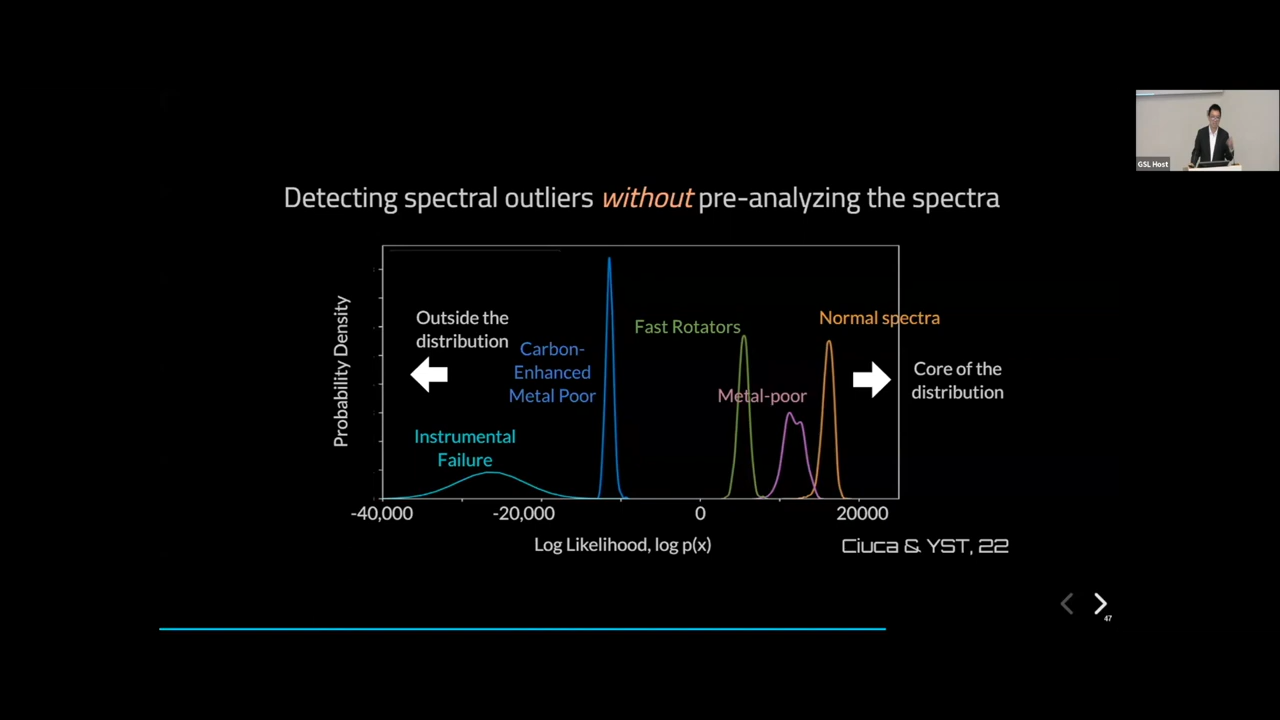 GSL Host
Detecting spectral outliers without pre-analyzing the spectra
Probability Density
Outside the
distribution
Carbon-
Enhanced
Metal Poor
Instrumental
Failure
Fast Rotators
Metal-poor
Normal spectra
Core of the
distribution
-40,000
-20,000
0
20000
Log Likelihood, log p(x)
Ciuca & YST, 22
47